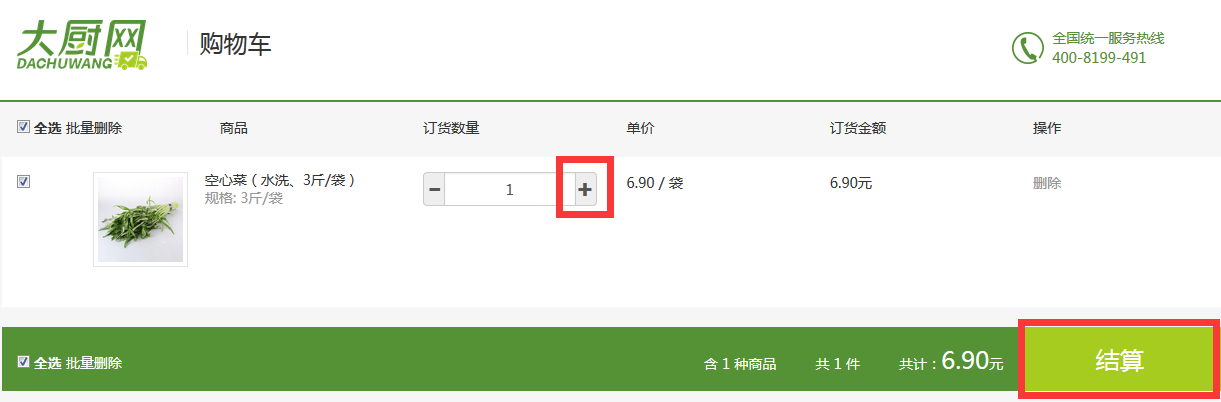 大厨网
DACHUWANG
购物车
全国统一服务热线
400-8199-491
全选 批量删除 商品 订货数量 单价 订货金额 操作
空心菜 ( 水洗、3斤/袋 )
规格: 3斤/袋
- 1 +
6.90 / 袋
6.90元
删除
全选 批量删除 含 1 种商品 共 1 件 共计：6.90元 结算